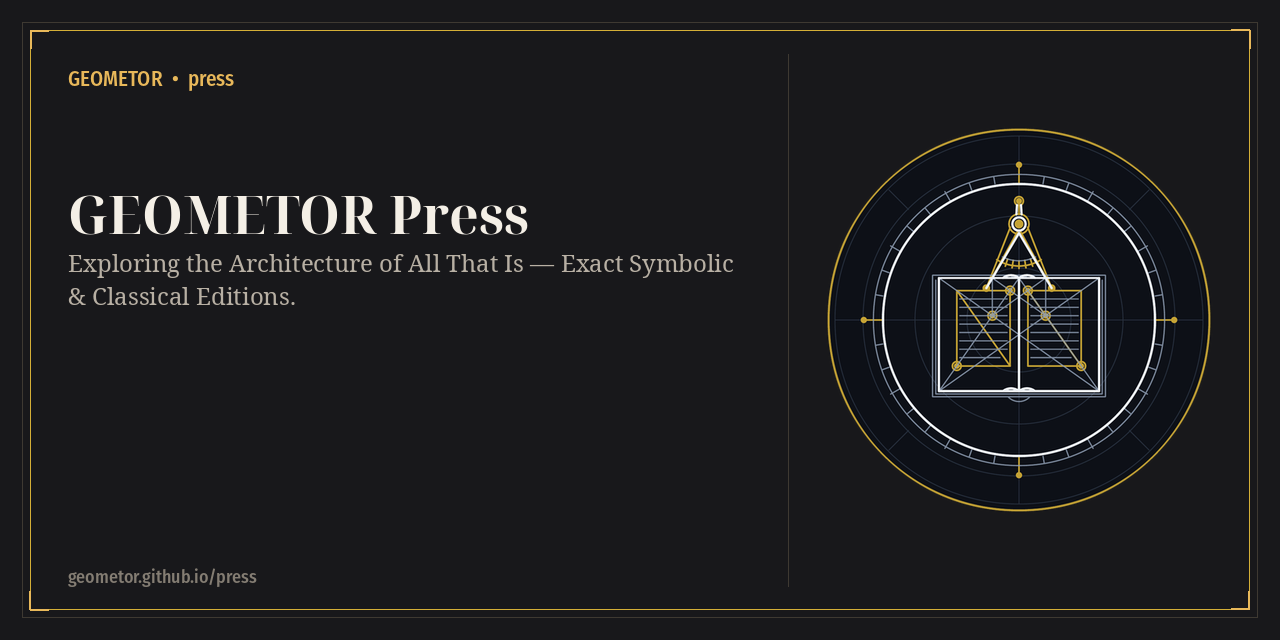 GEOMETOR • press
GEOMETOR Press
Exploring the Architecture of All That Is — Exact Symbolic
& Classical Editions.
geometor.github.io/press